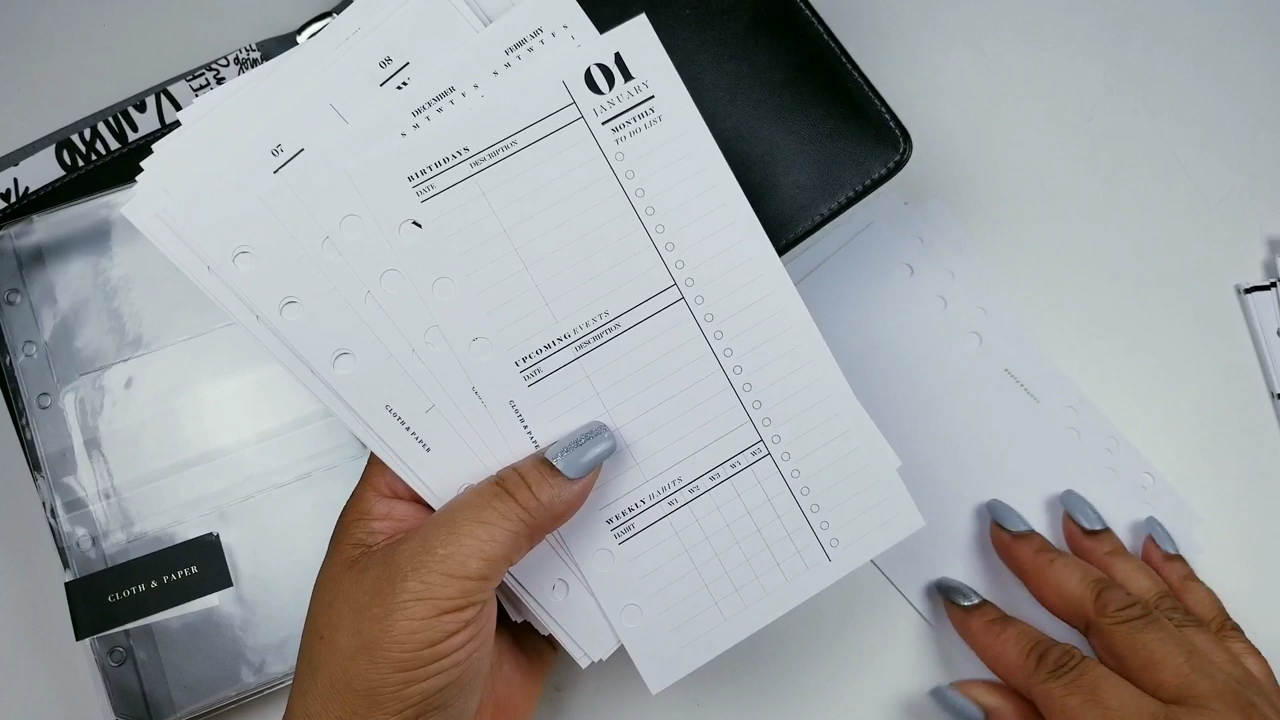 01
JANUARY
MONTHLY
TO DO LIST
BIRTHDAYS
DATE DESCRIPTION
UPCOMING EVENTS
DATE DESCRIPTION
WEEKLY HABITS
HABIT W1 W2 W3 W4 W5
CLOTH & PAPER
DECEMBER
S M T W T F S
FEBRUARY
S M T W T F S
08
07
CLOTH & PAPER
CLOTH & PAPER